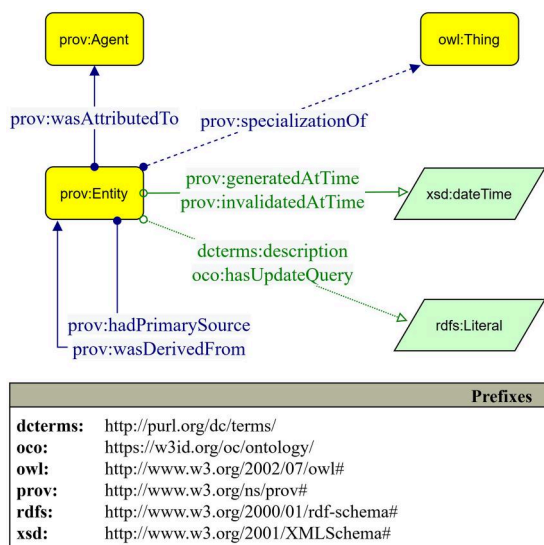 prov:Agent
owl:Thing
prov:wasAttributedTo
prov:specializationOf
prov:Entity
prov:generatedAtTime
prov:invalidatedAtTime
xsd:dateTime
dcterms:description
oco:hasUpdateQuery
prov:hadPrimarySource
prov:wasDerivedFrom
rdfs:Literal
Prefixes
dcterms: http://purl.org/dc/terms/
oco: https://w3id.org/oc/ontology/
owl: http://www.w3.org/2002/07/owl#
prov: http://www.w3.org/ns/prov#
rdfs: http://www.w3.org/2000/01/rdf-schema#
xsd: http://www.w3.org/2001/XMLSchema#